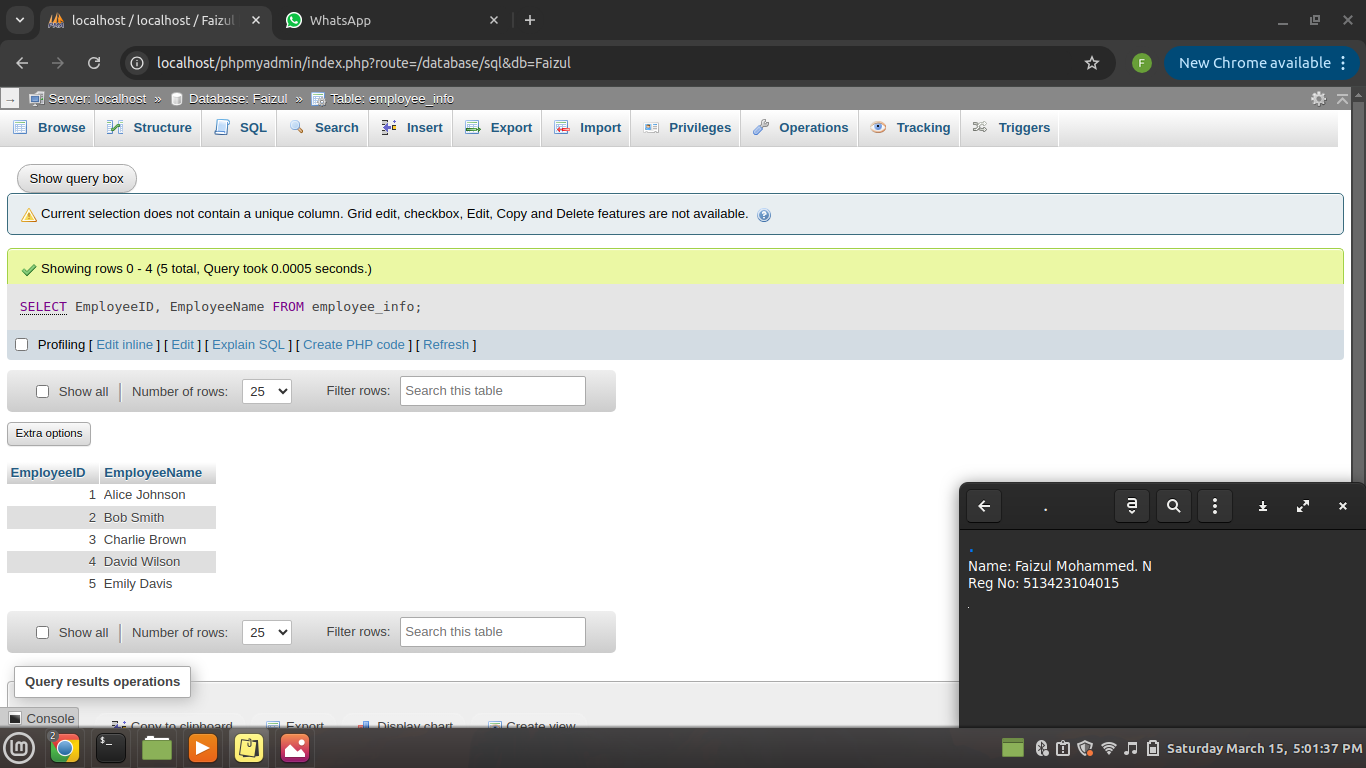 localhost / localhost / Faizul
WhatsApp
localhost/phpmyadmin/index.php?route=/database/sql&db=Faizul
F
New Chrome available
Server: localhost » Database: Faizul » Table: employee_info
Browse Structure SQL Search Insert Export Import Privileges Operations Tracking Triggers
Show query box
Current selection does not contain a unique column. Grid edit, checkbox, Edit, Copy and Delete features are not available.
Showing rows 0 - 4 (5 total, Query took 0.0005 seconds.)
SELECT EmployeeID, EmployeeName FROM employee_info;
Profiling [ Edit inline ] [ Edit ] [ Explain SQL ] [ Create PHP code ] [ Refresh ]
Show all Number of rows: 25 Filter rows: Search this table
Extra options
EmployeeID EmployeeName
1 Alice Johnson
2 Bob Smith
3 Charlie Brown
4 David Wilson
5 Emily Davis
Show all Number of rows: 25 Filter rows: Search this table
Query results operations
Copy to clipboard Export Display chart Create view
Console
.
.
Name: Faizul Mohammed. N
Reg No: 513423104015
.
2
$_
Saturday March 15, 5:01:37 PM